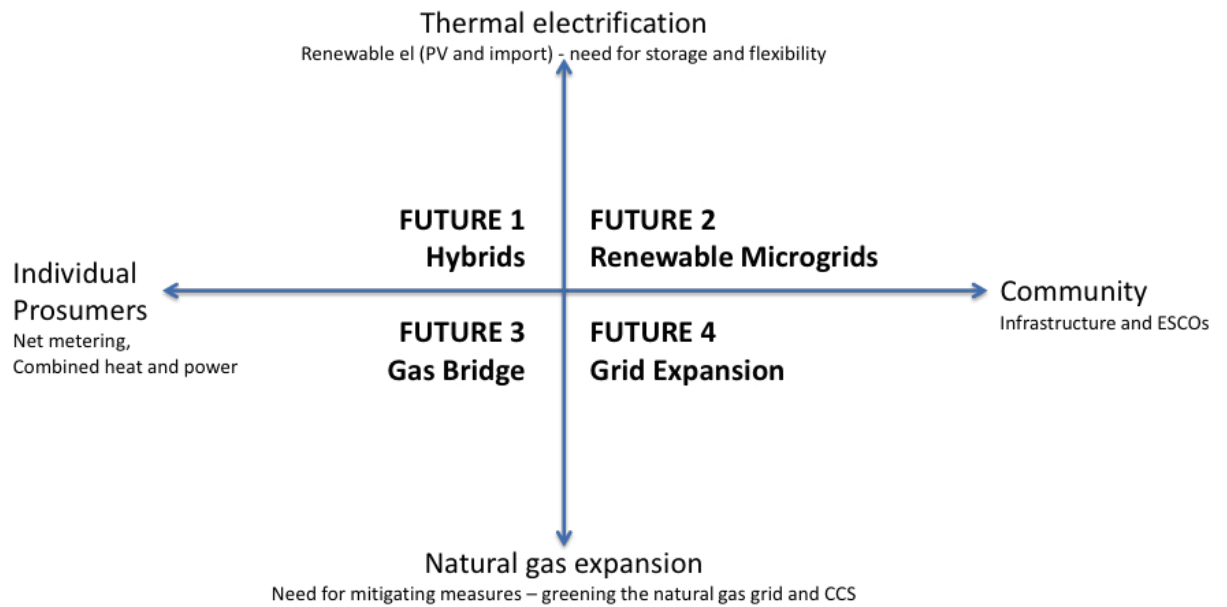 Thermal electrification
Renewable el (PV and import) - need for storage and flexibility
FUTURE 1
Hybrids
FUTURE 2
Renewable Microgrids
Individual
Prosumers
Net metering,
Combined heat and power
Community
Infrastructure and ESCOs
FUTURE 3
Gas Bridge
FUTURE 4
Grid Expansion
Natural gas expansion
Need for mitigating measures – greening the natural gas grid and CCS